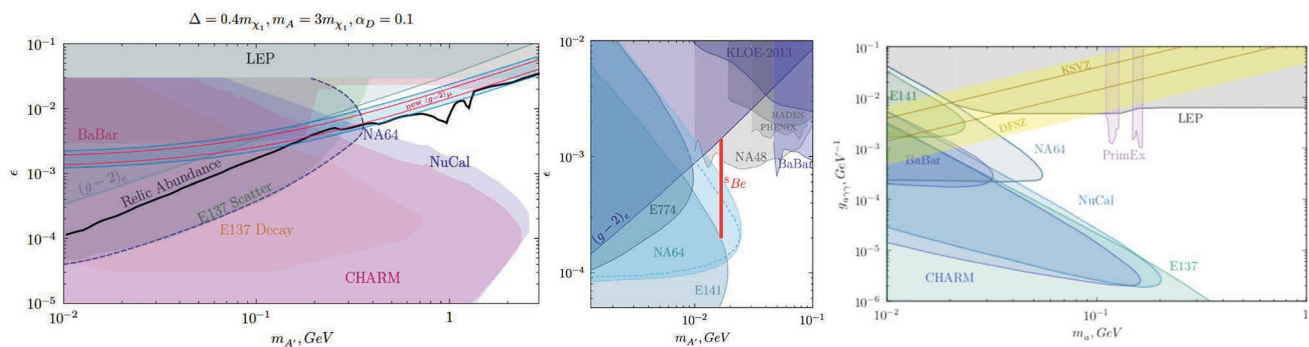 Δ = 0.4m_{χ₁}, m_A = 3m_{χ₁}, α_D = 0.1
10⁻¹
LEP
10⁻²
new (g−2)_μ
BaBar
NA64
NuCal
ϵ
10⁻³
(g−2)_e
Relic Abundance
E137 Scatter
10⁻⁴
E137 Decay
CHARM
10⁻⁵
10⁻² 10⁻¹ 1
m_{A′}, GeV
10⁻²
KLOE-2013
HADES
PHENIX
NA48
BaBar
10⁻³
ϵ
⁸Be
(g−2)_e
E774
NA64
10⁻⁴
E141
10⁻² 10⁻¹
m_{A′}, GeV
10⁻¹
KSVZ
E141
10⁻²
LEP
DFSZ
PrimEx
10⁻³
NA64
BaBar
g_{aγγ}, GeV⁻¹
10⁻⁴
NuCal
10⁻⁵
E137
CHARM
10⁻⁶
10⁻² 10⁻¹ 1
m_a, GeV